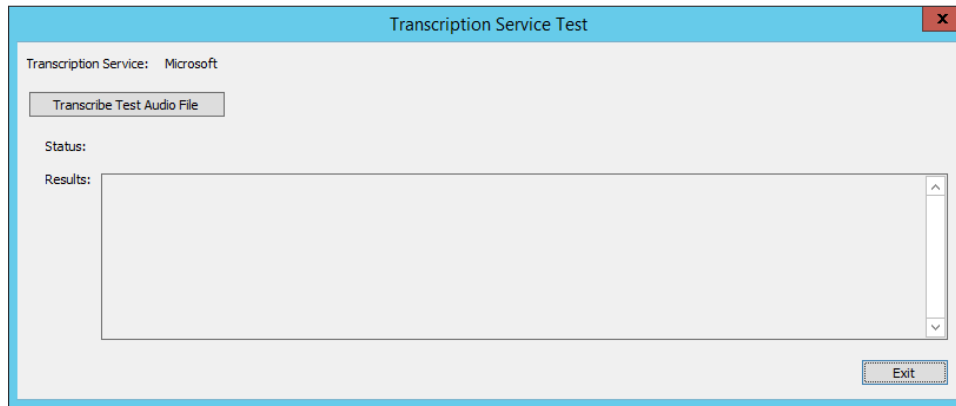 Transcription Service Test
x
Transcription Service: Microsoft
Transcribe Test Audio File
Status:
Results:
Exit